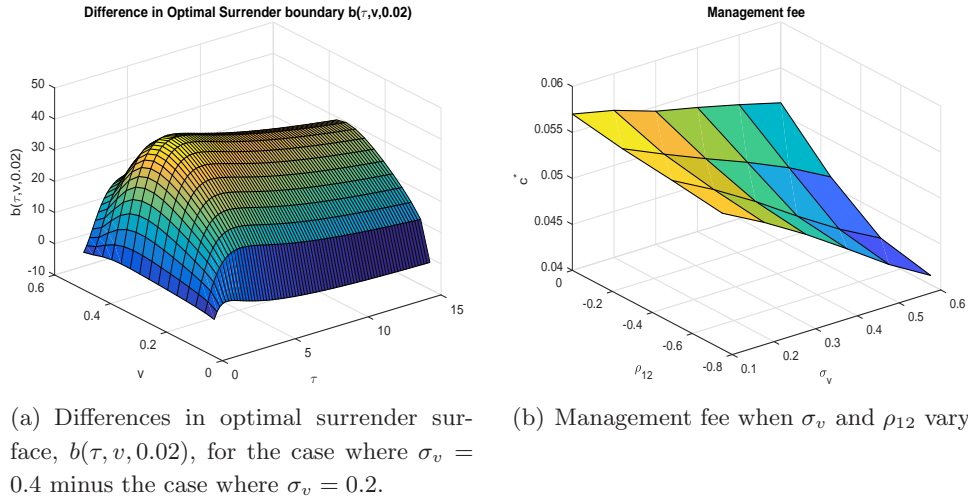 Difference in Optimal Surrender boundary b(τ,v,0.02)
50
40
30
20
10
0
-10
b(τ,v,0.02)
0.6
0.4
0.2
0
v
0
5
10
15
τ
Management fee
0.06
0.055
0.05
0.045
0.04
c*
0
-0.2
-0.4
-0.6
-0.8
ρ12
0.1
0.2
0.3
0.4
0.5
0.6
σv
(a) Differences in optimal surrender sur-
face, b(τ, v, 0.02), for the case where σv =
0.4 minus the case where σv = 0.2.
(b) Management fee when σv and ρ12 vary